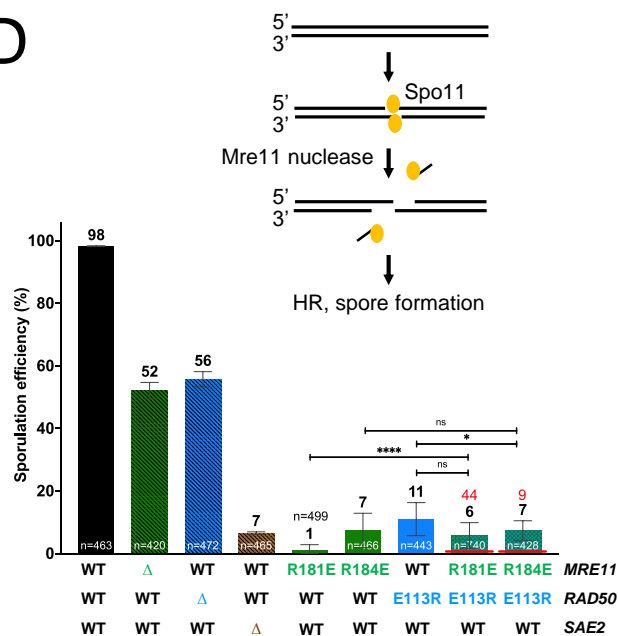 D
5’
3’
5’
3’
Spo11
Mre11 nuclease
5’
3’
HR, spore formation
Sporulation efficiency (%)
100
80
60
40
20
0
98
52
56
7
1
7
11
44
6
9
7
ns
*
****
ns
n=499
n=463 n=420 n=472 n=465 n=466 n=443 n=740 n=428
WT Δ WT WT R181E R184E WT R181E R184E MRE11
WT WT Δ WT WT WT E113R E113R E113R RAD50
WT WT WT Δ WT WT WT WT WT SAE2